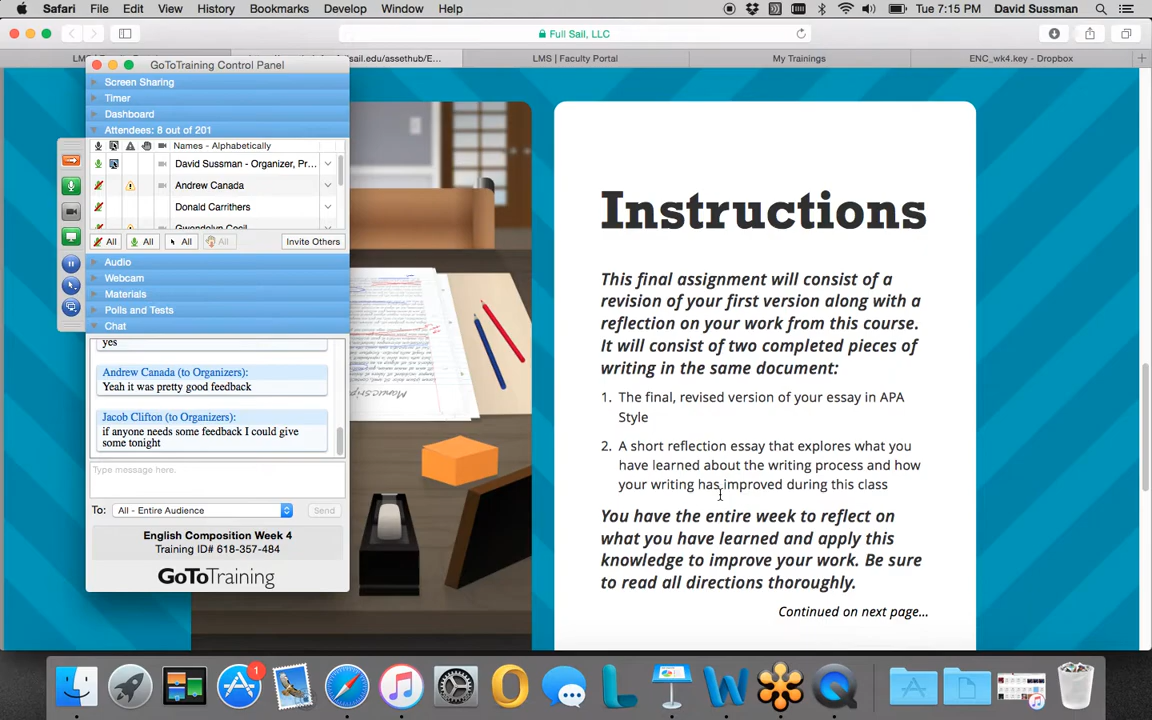 Safari File Edit View History Bookmarks Develop Window Help Tue 7:15 PM David Sussman
Full Sail, LLC
LMS | Faculty Portal
My Trainings
ENC_wk4.key - Dropbox
sail.edu/assethub/E...
GoToTraining Control Panel
Screen Sharing
Timer
Dashboard
Attendees: 8 out of 201
Names - Alphabetically
David Sussman - Organizer, Pr...
Andrew Canada
Donald Carrithers
Gwendolyn Cecil
All All All All Invite Others
Audio
Webcam
Materials
Polls and Tests
Chat
yes
Andrew Canada (to Organizers):
Yeah it was pretty good feedback
Jacob Clifton (to Organizers):
if anyone needs some feedback I could give
some tonight
Type message here.
To: All - Entire Audience Send
English Composition Week 4
Training ID# 618-357-484
GoToTraining
Manuscript
Instructions
This final assignment will consist of a
revision of your first version along with a
reflection on your work from this course.
It will consist of two completed pieces of
writing in the same document:
1. The final, revised version of your essay in APA
Style
2. A short reflection essay that explores what you
have learned about the writing process and how
your writing has improved during this class
You have the entire week to reflect on
what you have learned and apply this
knowledge to improve your work. Be sure
to read all directions thoroughly.
Continued on next page...
1